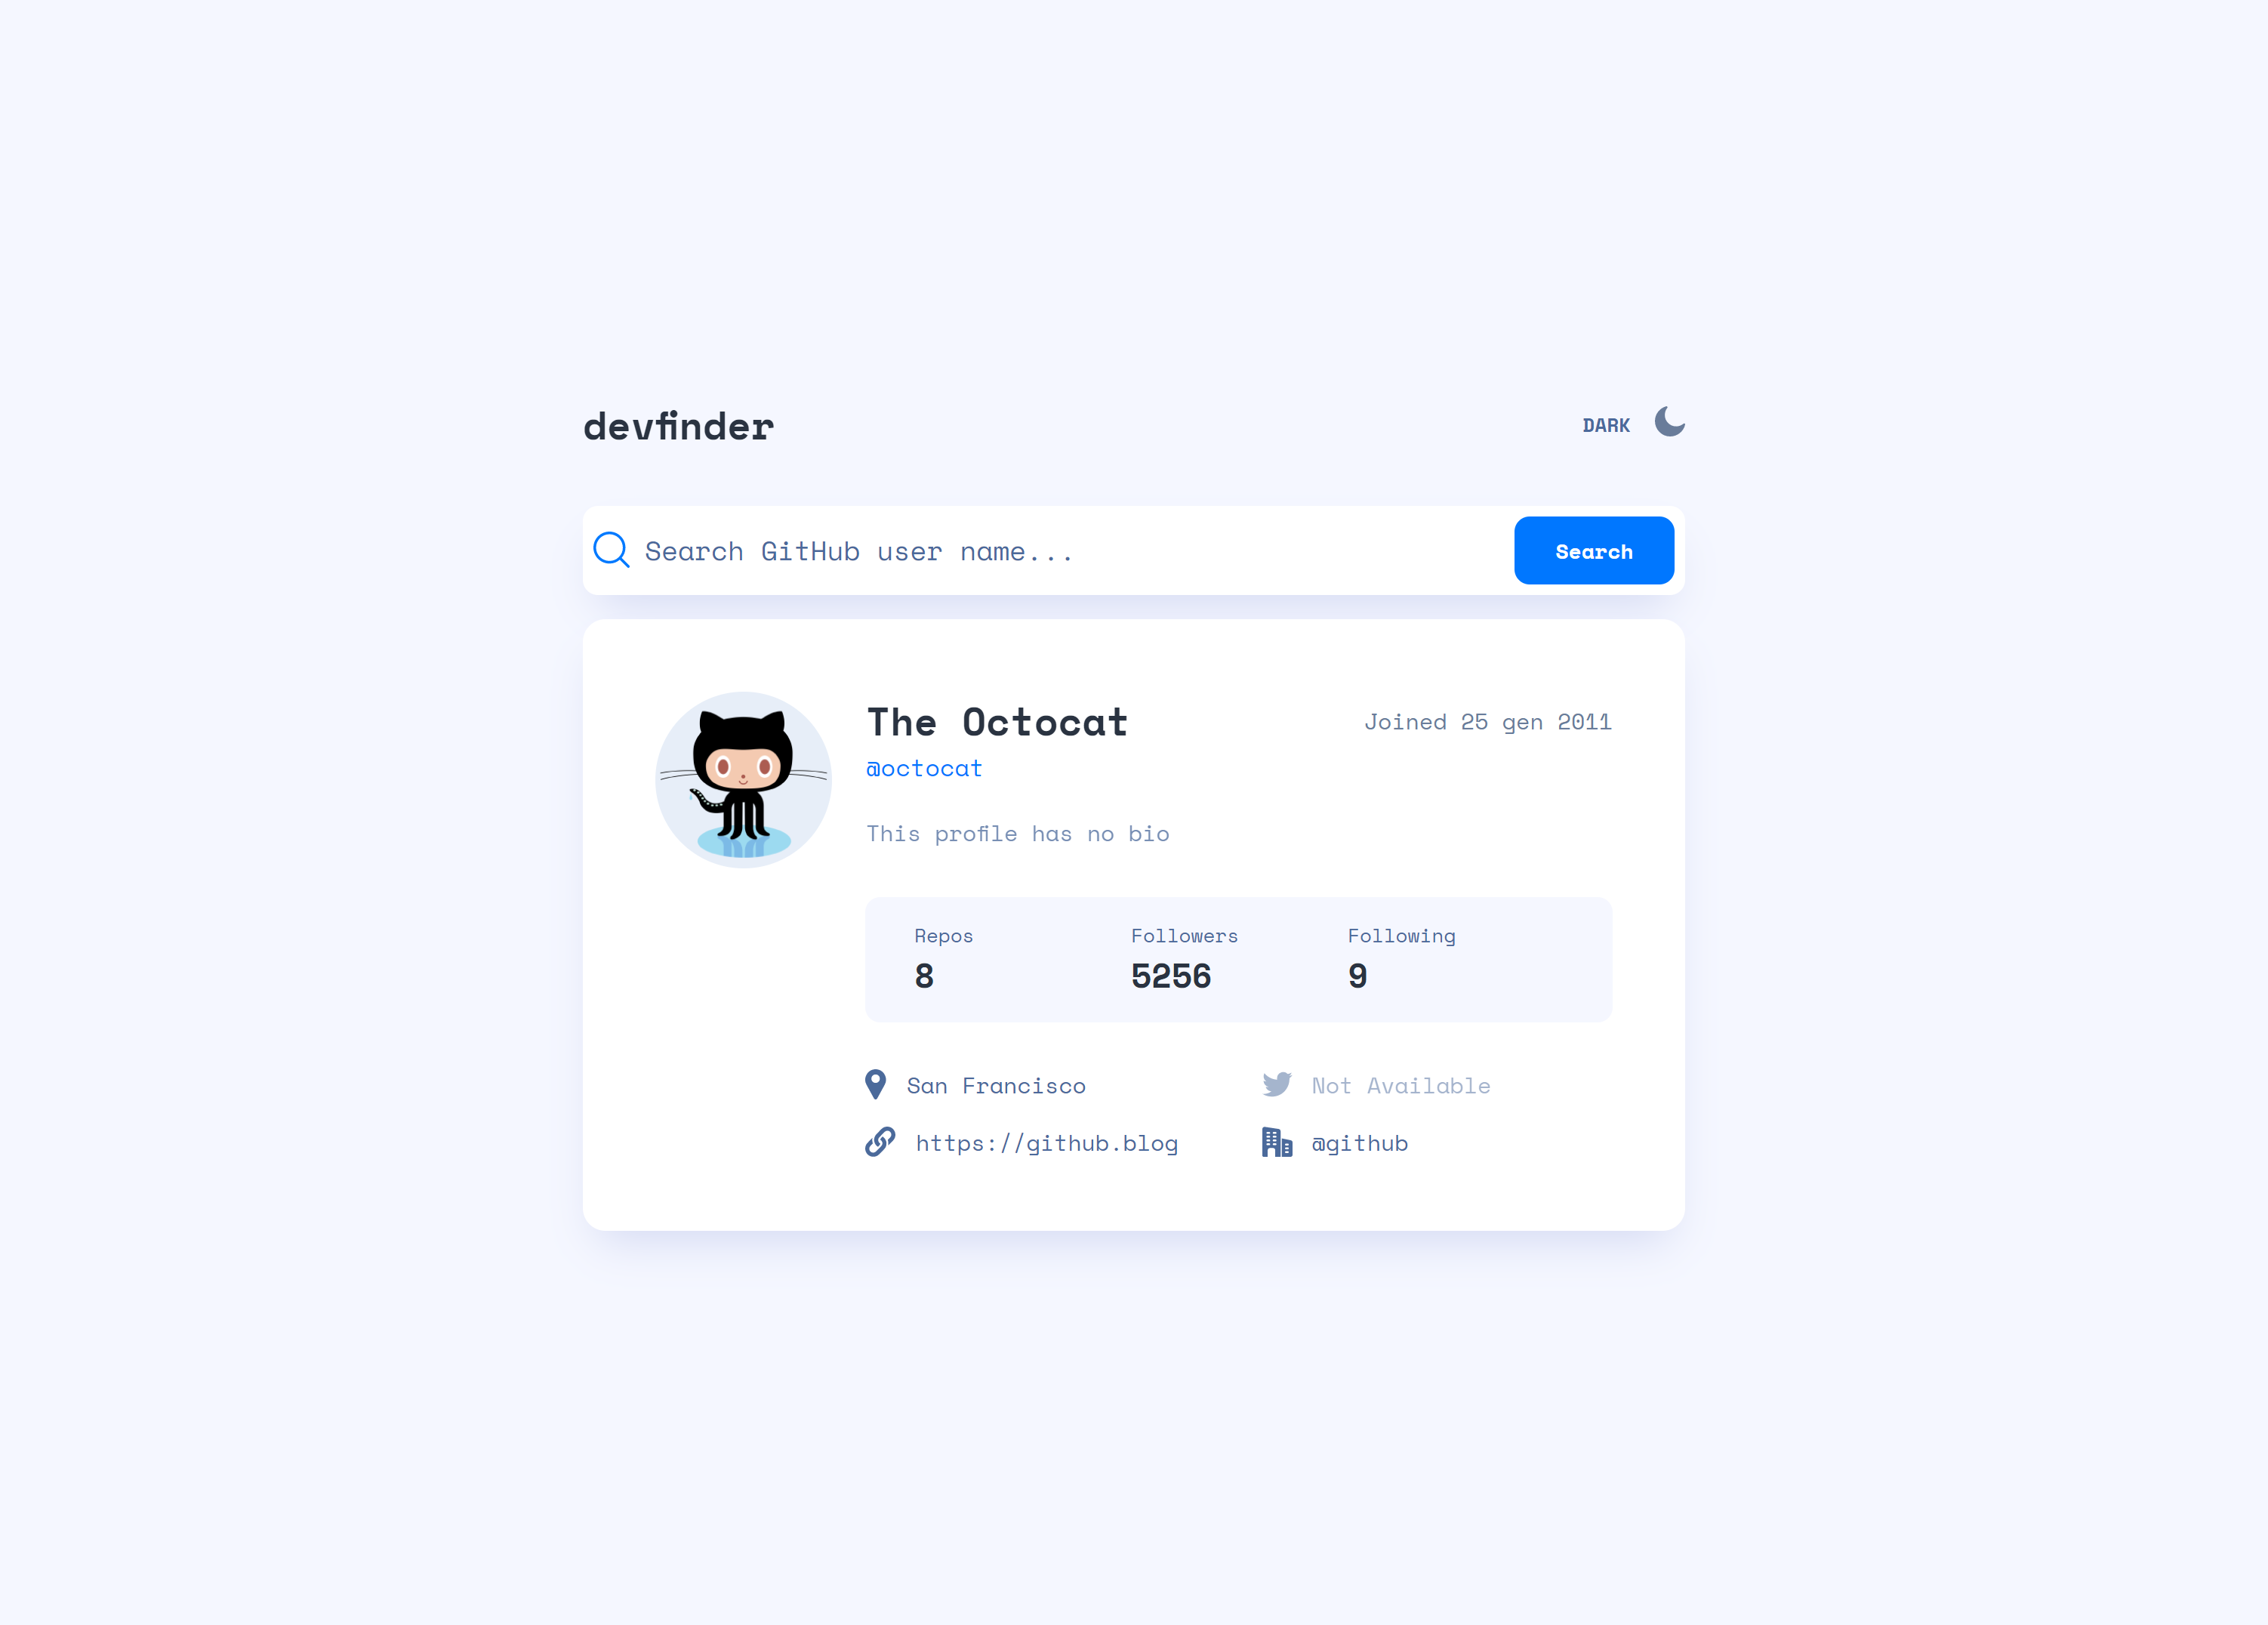 devfinder
DARK
Search GitHub user name...
Search
The Octocat
Joined 25 gen 2011
@octocat
This profile has no bio
Repos
Followers
Following
8
5256
9
San Francisco
Not Available
https://github.blog
@github